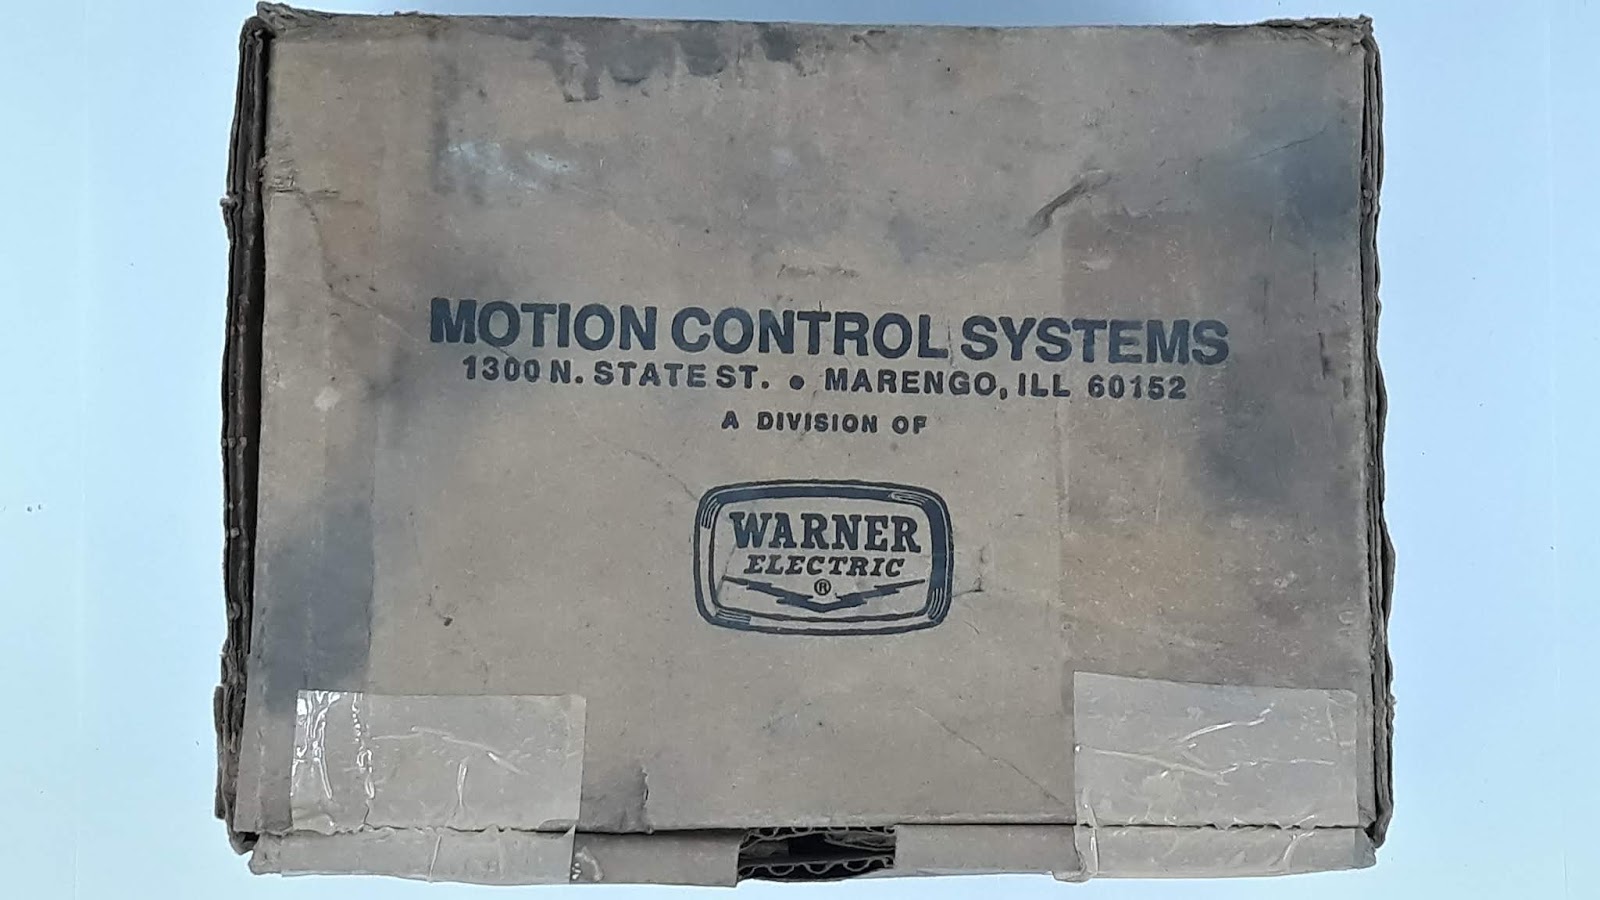 MOTION CONTROL SYSTEMS
1300 N. STATE ST. • MARENGO, ILL 60152
A DIVISION OF
WARNER
ELECTRIC
®